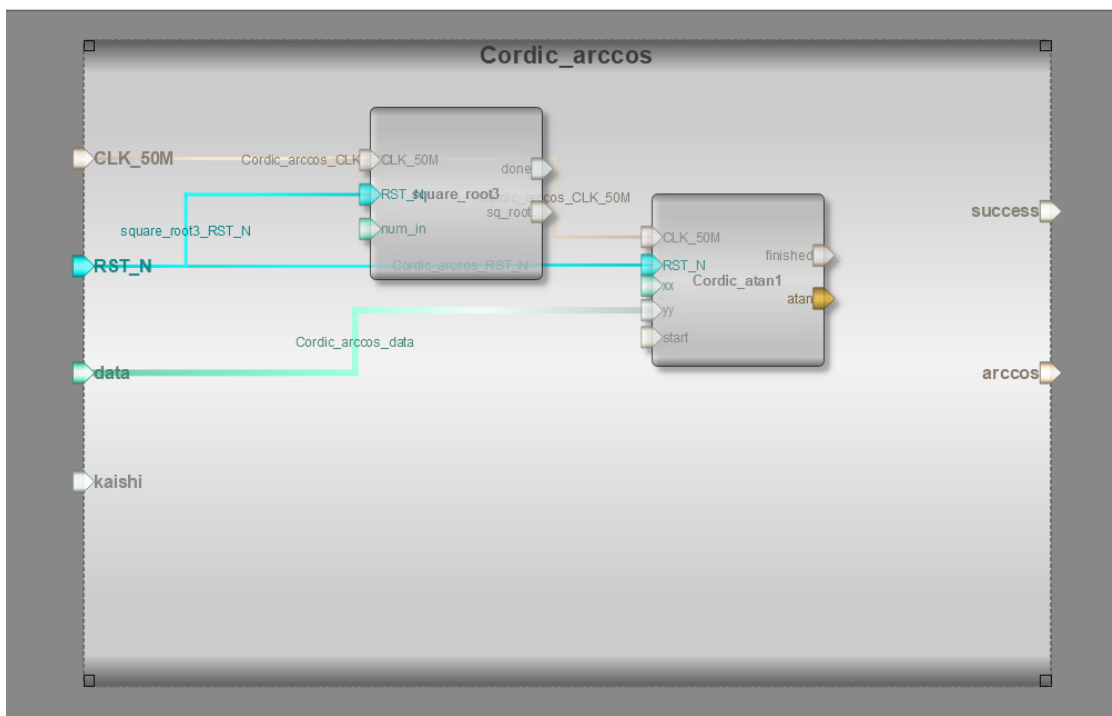 Cordic_arccos
CLK_50M
Cordic_arccos_CLK
CLK_50M
done
RST_N
square_root3
sq_root
num_in
square_root3_RST_N
RST_N
Cordic_arccos_RST_N
Cordic_arccos_CLK_50M
CLK_50M
finished
RST_N
Cordic_atan1
xx
atan
yy
start
Cordic_arccos_data
data
kaishi
success
arccos